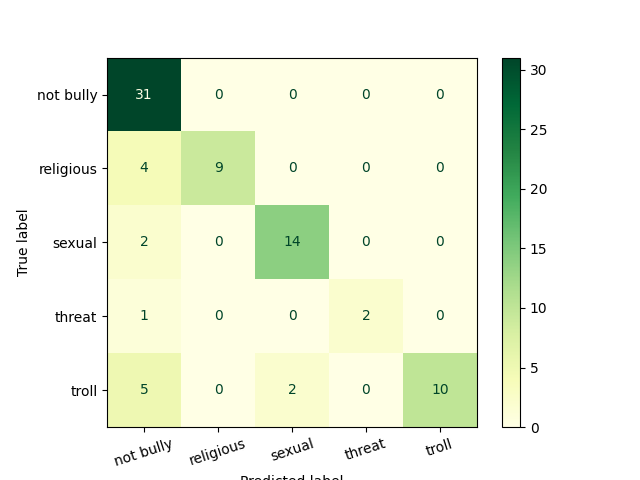 not bully 31 0 0 0 0
religious 4 9 0 0 0
sexual 2 0 14 0 0
threat 1 0 0 2 0
troll 5 0 2 0 10
not bully religious sexual threat troll
Predicted label
True label
30
25
20
15
10
5
0